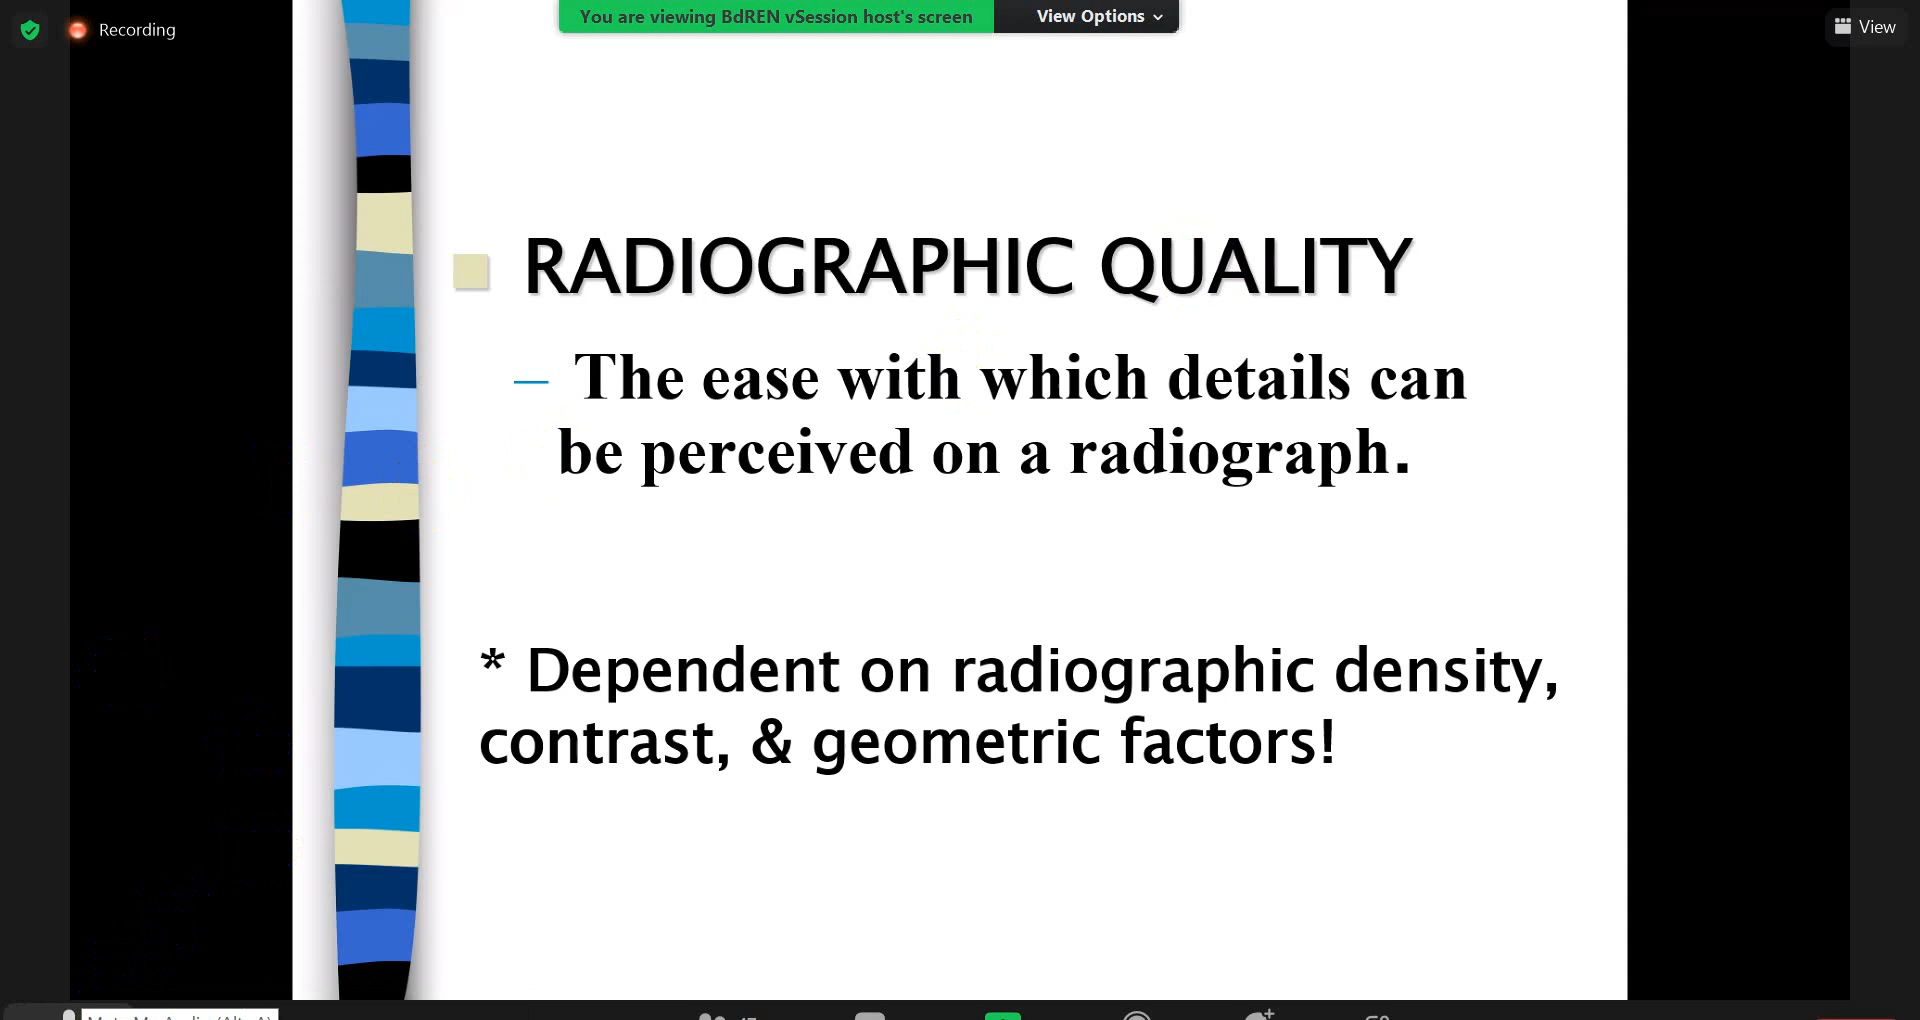 Recording
You are viewing BdREN vSession host's screen
View Options
View
RADIOGRAPHIC QUALITY
– The ease with which details can
be perceived on a radiograph.
* Dependent on radiographic density,
contrast, & geometric factors!